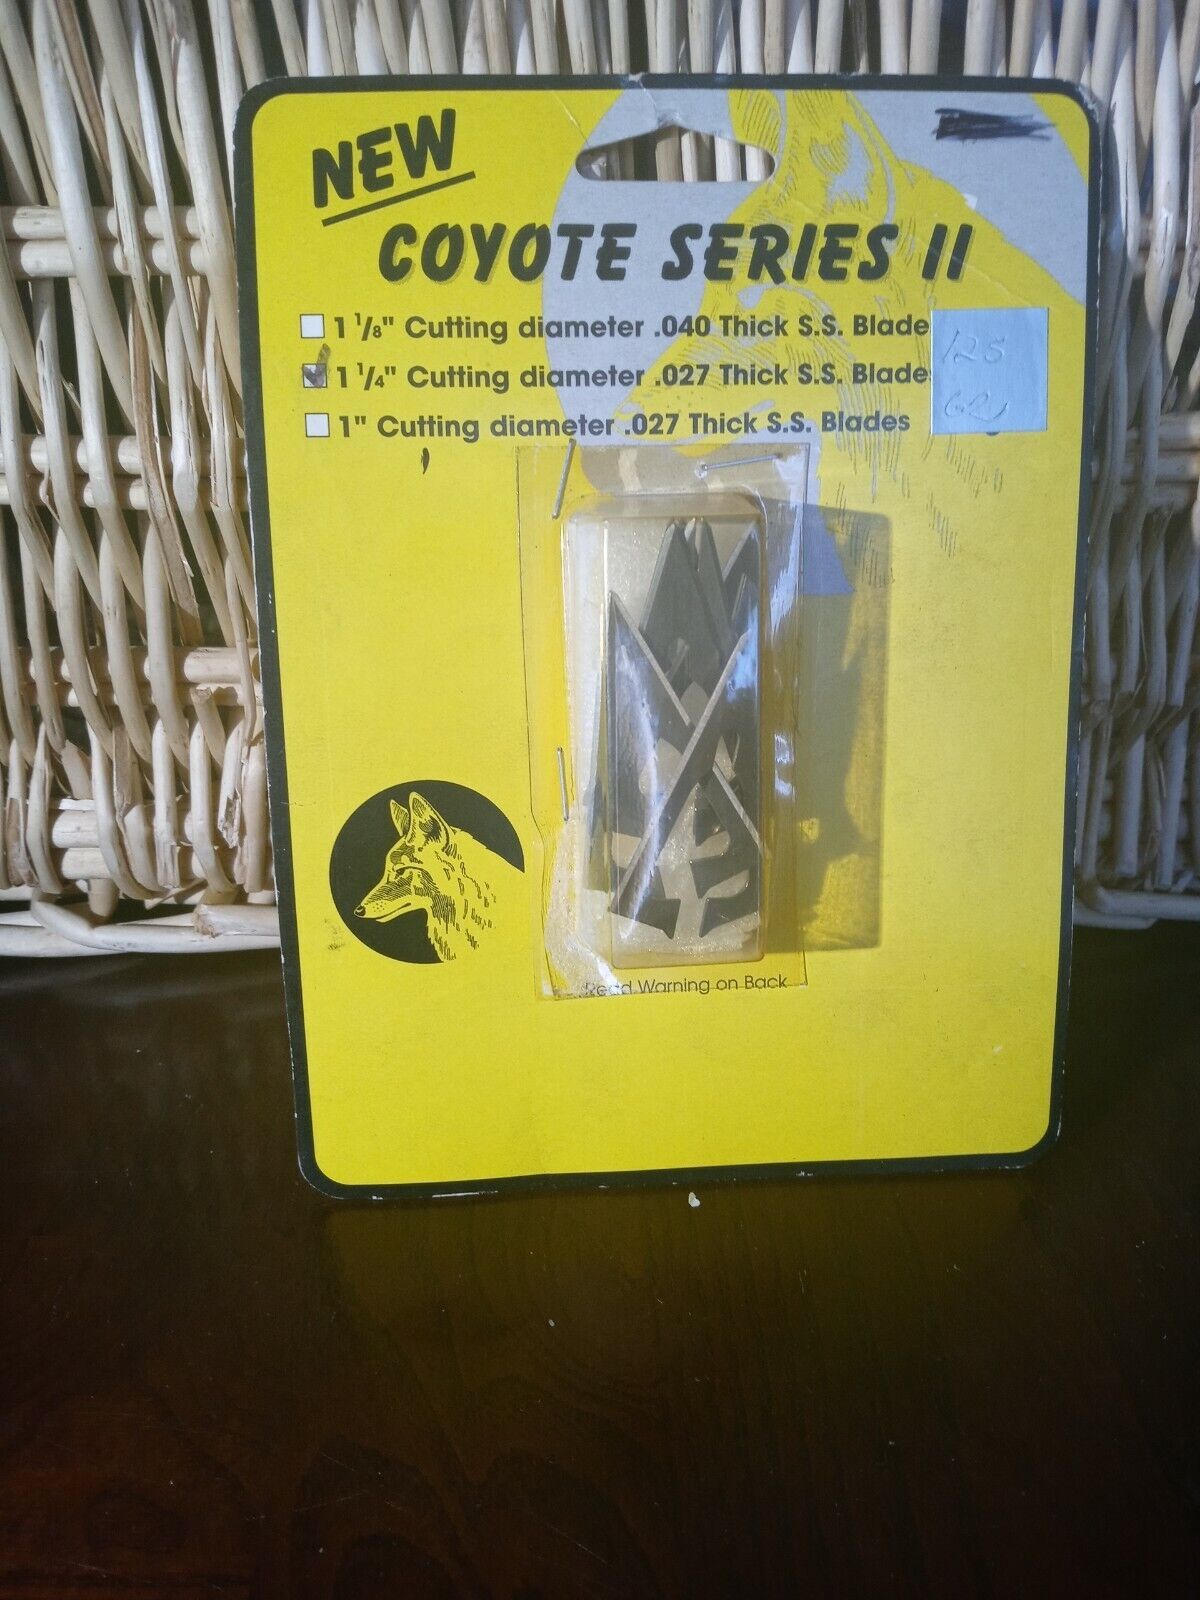 NEW
COYOTE SERIES II
1 1/8" Cutting diameter .040 Thick S.S. Blade
1 1/4" Cutting diameter .027 Thick S.S. Blade
1" Cutting diameter .027 Thick S.S. Blades
125
Read Warning on Back